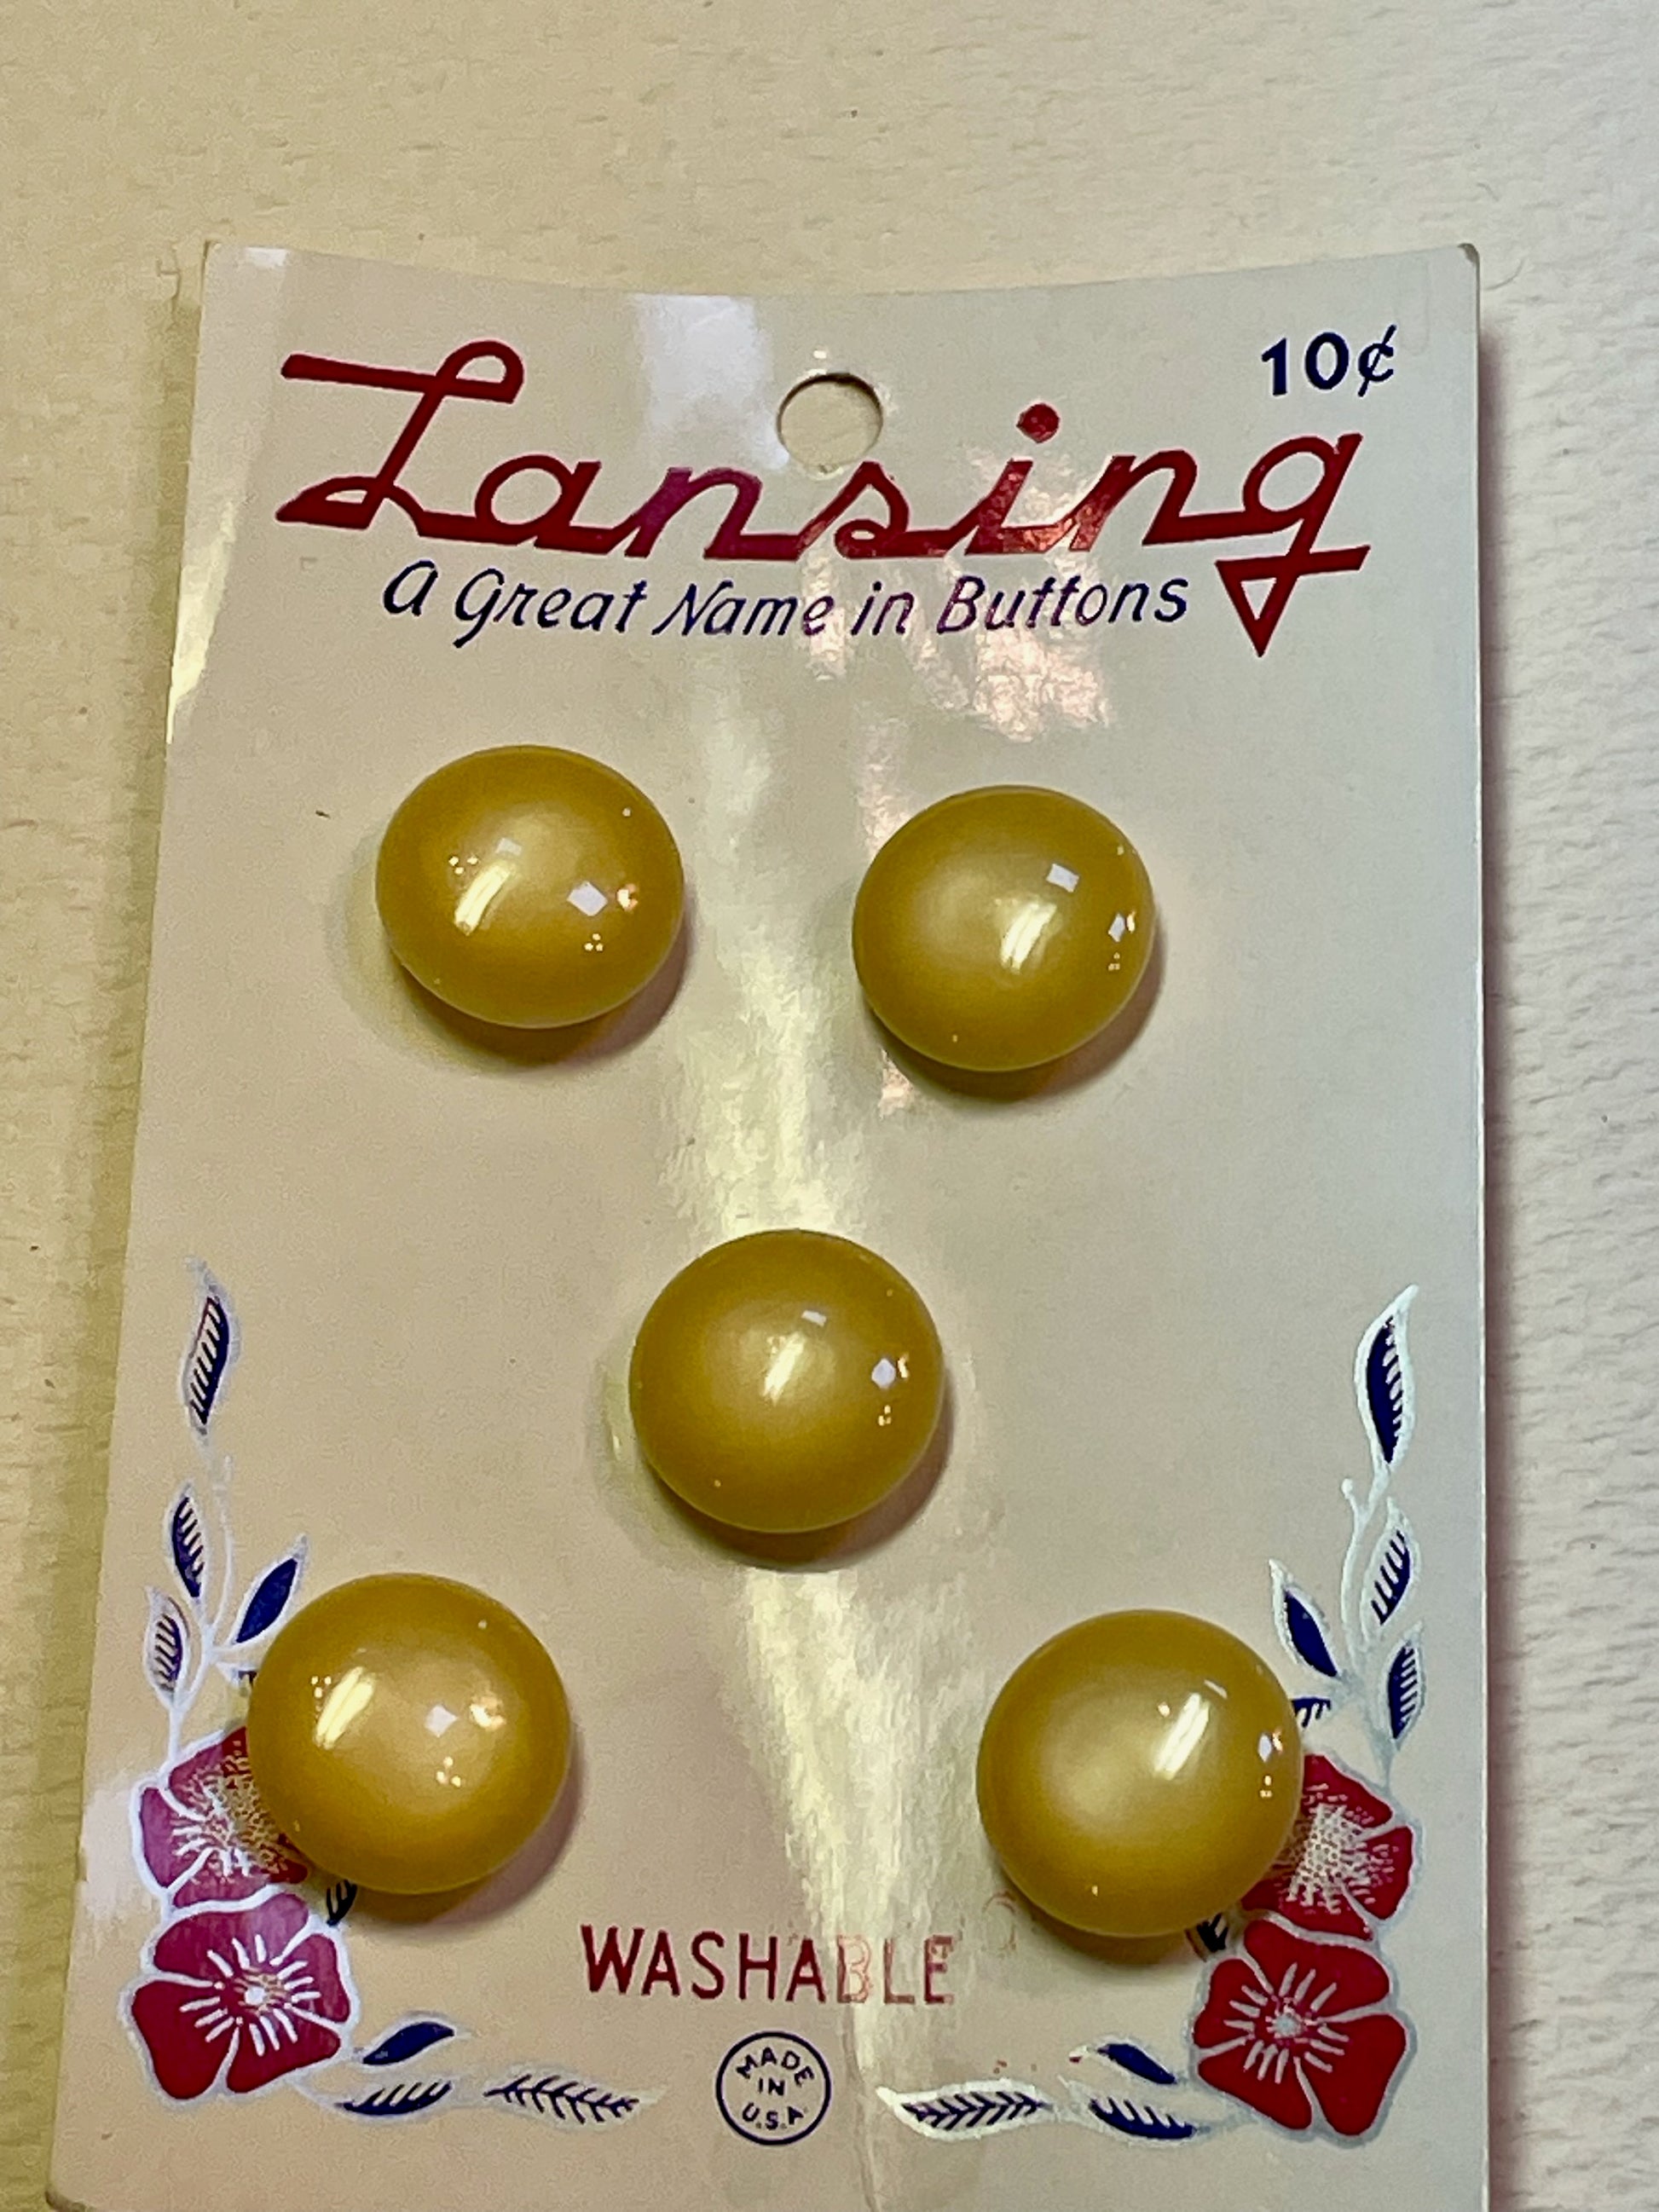 10¢
Lansing
A Great Name in Buttons
WASHABLE
MADE
IN
U.S.A.